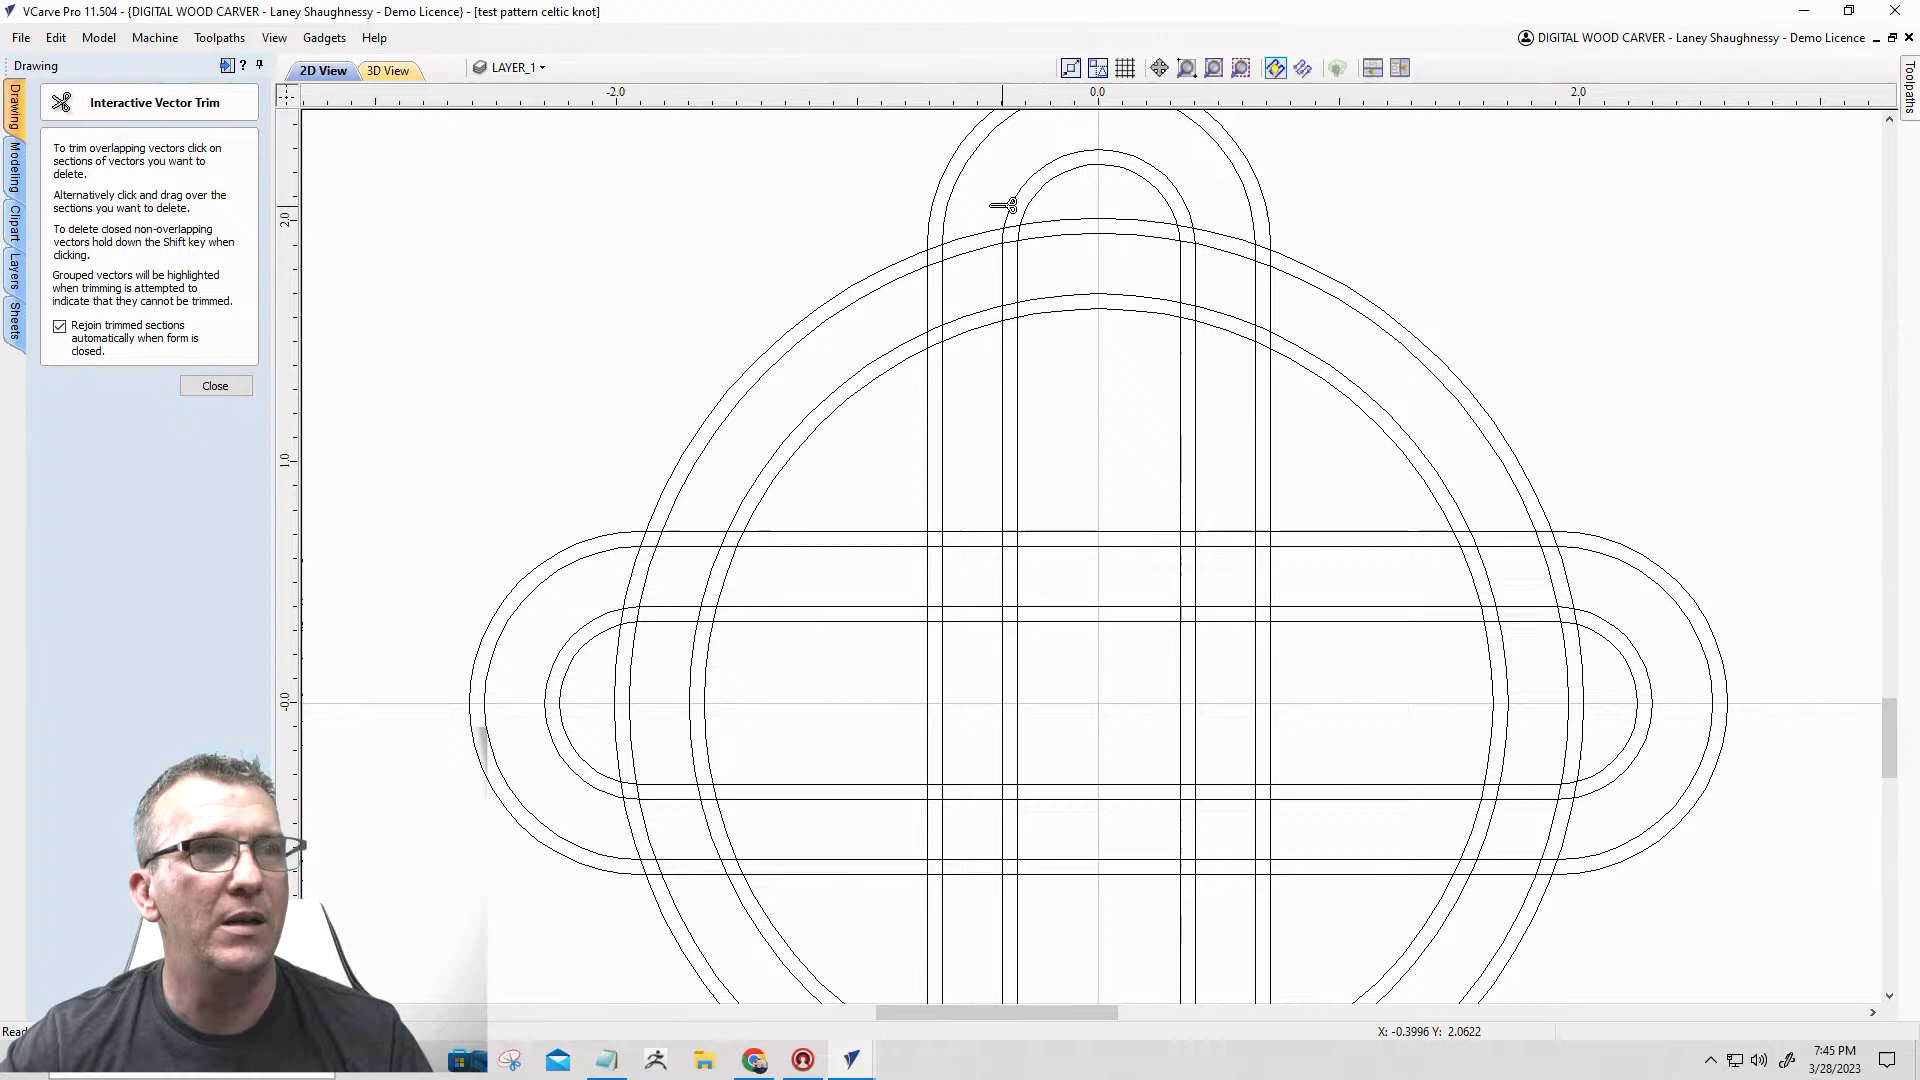 VCarve Pro 11.504 - {DIGITAL WOOD CARVER - Laney Shaughnessy - Demo Licence} - [test pattern celtic knot]
File Edit Model Machine Toolpaths View Gadgets Help
DIGITAL WOOD CARVER - Laney Shaughnessy - Demo Licence
Drawing
2D View
3D View
LAYER_1
Toolpaths
Drawing
Modeling
Clipart
Layers
Sheets
Interactive Vector Trim
To trim overlapping vectors click on
sections of vectors you want to
delete.
Alternatively click and drag over the
sections you want to delete.
To delete closed non-overlapping
vectors hold down the Shift key when
clicking.
Grouped vectors will be highlighted
when trimming is attempted to
indicate that they cannot be trimmed.
Rejoin trimmed sections
automatically when form is
closed.
Close
-2.0
0.0
2.0
2.0
1.0
-0.0
X: -0.3996 Y: 2.0622
7:45 PM
3/28/2023